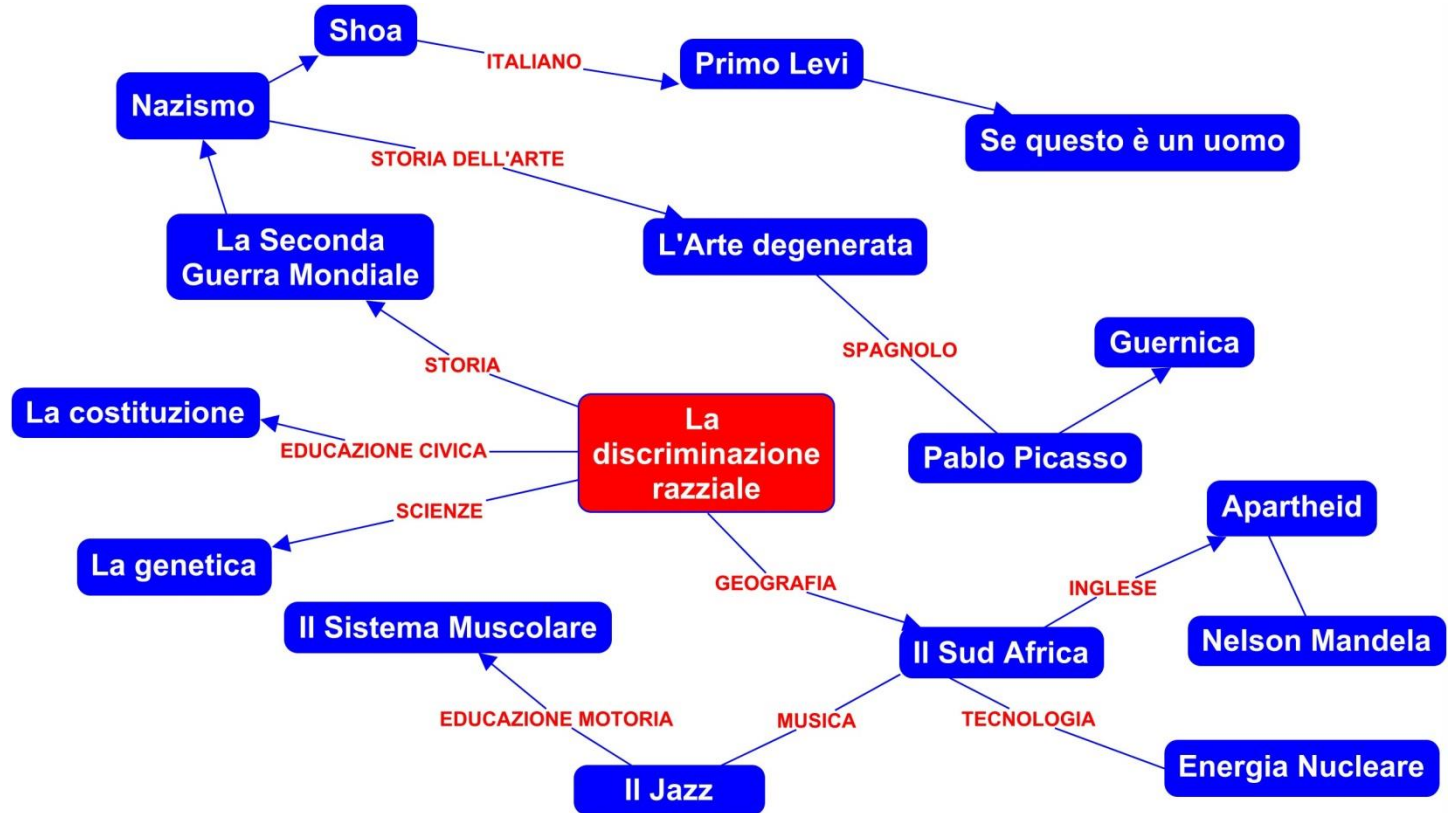 Shoa
ITALIANO
Primo Levi
Nazismo
Se questo è un uomo
STORIA DELL'ARTE
La Seconda
Guerra Mondiale
L'Arte degenerata
SPAGNOLO
Guernica
STORIA
La costituzione
EDUCAZIONE CIVICA
La
discriminazione
razziale
Pablo Picasso
SCIENZE
Apartheid
La genetica
GEOGRAFIA
INGLESE
Il Sistema Muscolare
Il Sud Africa
Nelson Mandela
EDUCAZIONE MOTORIA
MUSICA
TECNOLOGIA
Il Jazz
Energia Nucleare